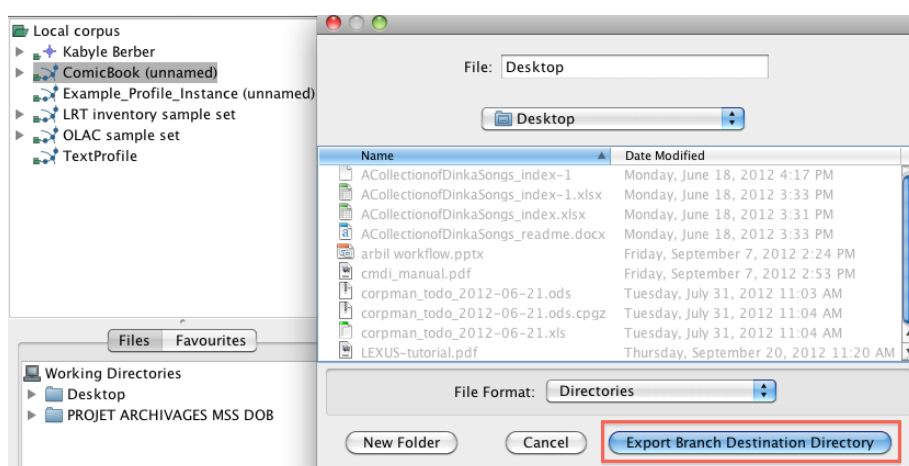 Local corpus
Kabyle Berber
ComicBook (unnamed)
Example_Profile_Instance (unnamed)
LRT inventory sample set
OLAC sample set
TextProfile
Files Favourites
Working Directories
Desktop
PROJET ARCHIVAGES MSS DOB
File: Desktop
Desktop
Name Date Modified
ACollectionofDinkaSongs_index-1 Monday, June 18, 2012 4:17 PM
ACollectionofDinkaSongs_index-1.xlsx Monday, June 18, 2012 3:33 PM
ACollectionofDinkaSongs_index.xlsx Monday, June 18, 2012 3:31 PM
ACollectionofDinkaSongs_readme.docx Monday, June 18, 2012 3:33 PM
arbil workflow.pptx Friday, September 7, 2012 2:24 PM
cmdi_manual.pdf Friday, September 7, 2012 2:53 PM
corpman_todo_2012-06-21.ods Tuesday, July 31, 2012 11:03 AM
corpman_todo_2012-06-21.ods.cpgz Tuesday, July 31, 2012 11:04 AM
corpman_todo_2012-06-21.xls Tuesday, July 31, 2012 11:04 AM
LEXUS-tutorial.pdf Thursday, September 20, 2012 11:20 AM
File Format: Directories
New Folder Cancel Export Branch Destination Directory